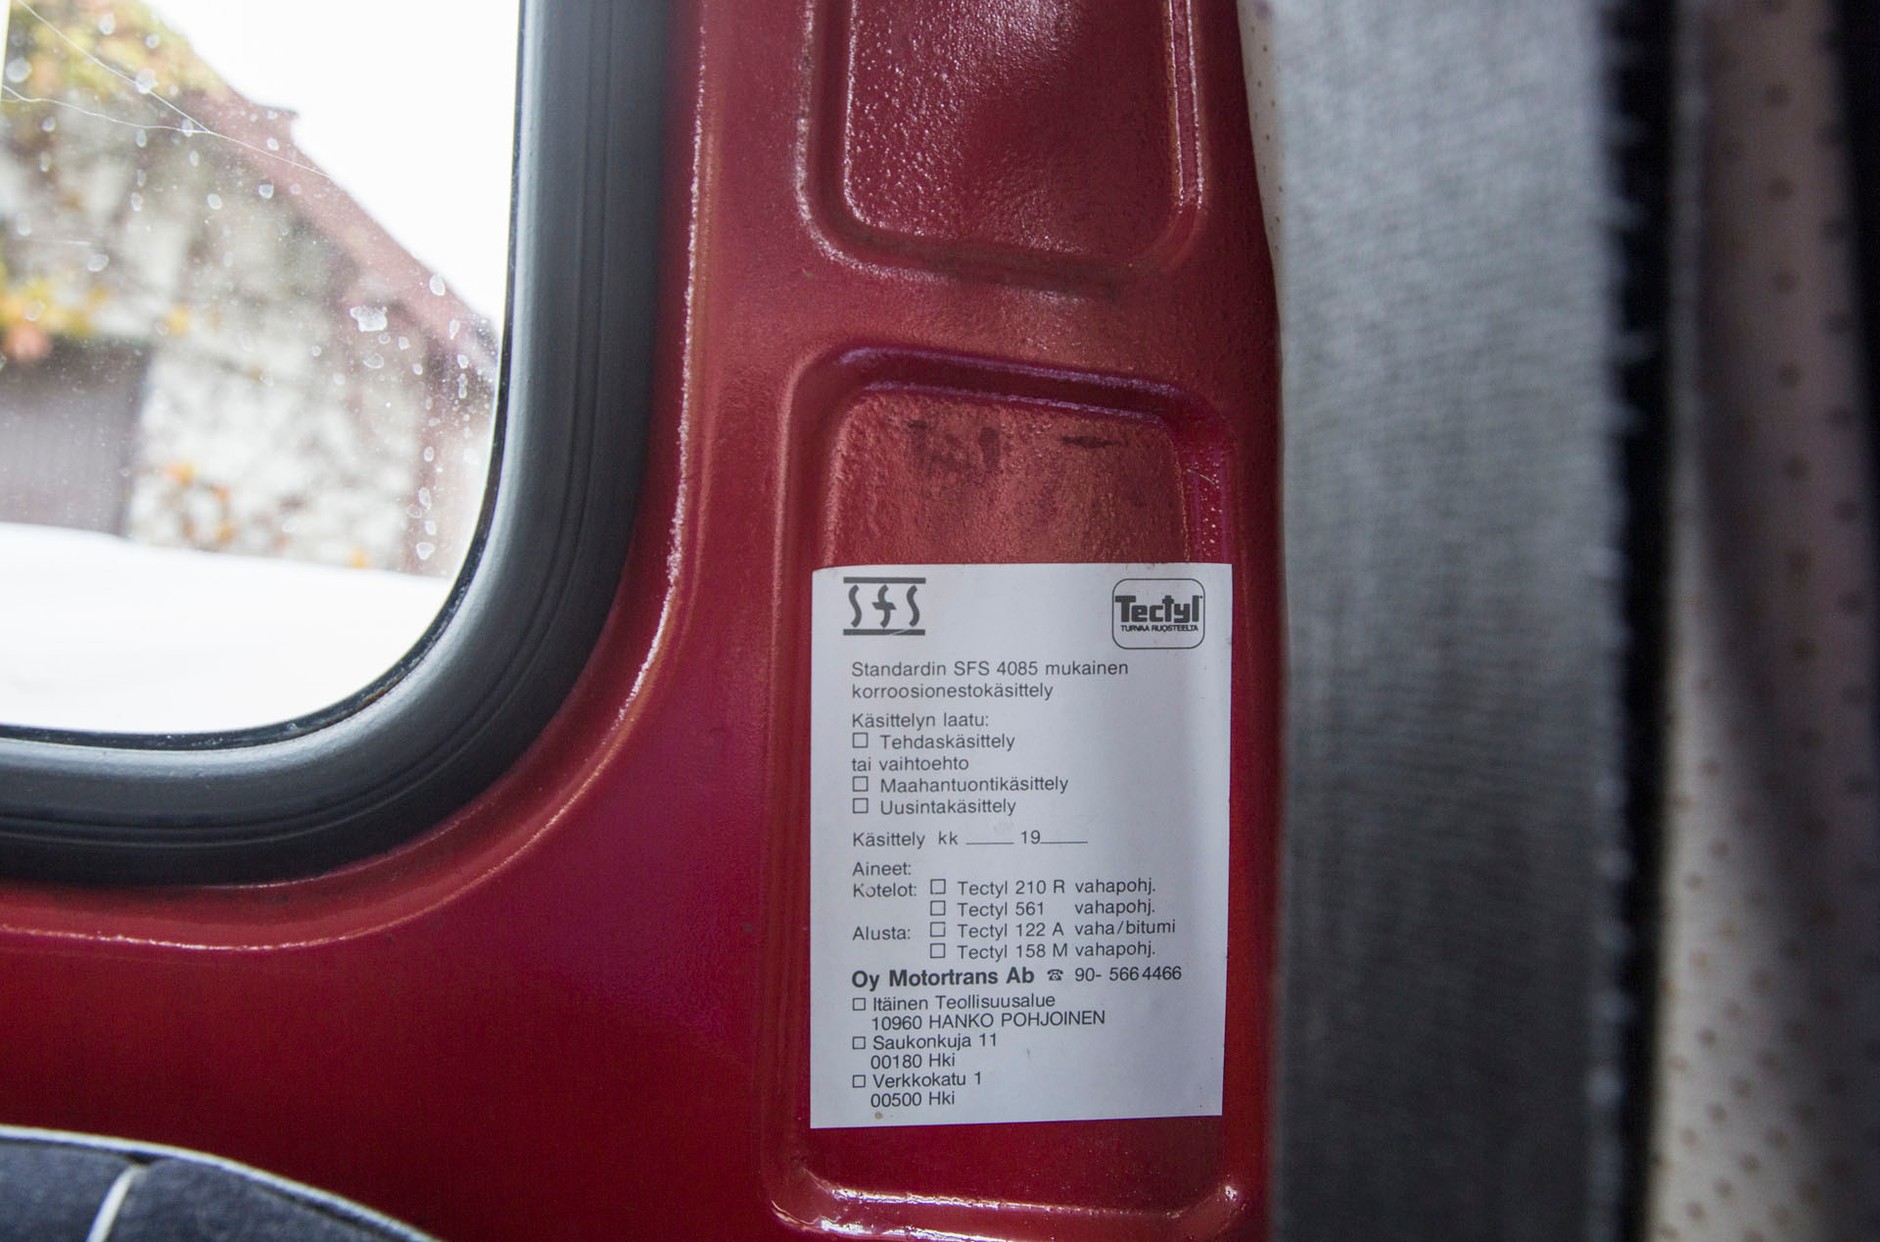 SFS
Tectyl
TURVAA RUOSTEELTA
Standardin SFS 4085 mukainen
korroosionestokäsittely
Käsittelyn laatu:
☐ Tehdaskäsittely
tai vaihtoehto
☐ Maahantuontikäsittely
☐ Uusintakäsittely
Käsittely kk _____ 19_____
Aineet:
Kotelot: ☐ Tectyl 210 R vahapohj.
☐ Tectyl 561 vahapohj.
Alusta: ☐ Tectyl 122 A vaha/bitumi
☐ Tectyl 158 M vahapohj.
Oy Motortrans Ab ☎ 90- 566 4466
☐ Itäinen Teollisuusalue
10960 HANKO POHJOINEN
☐ Saukonkuja 11
00180 Hki
☐ Verkkokatu 1
00500 Hki